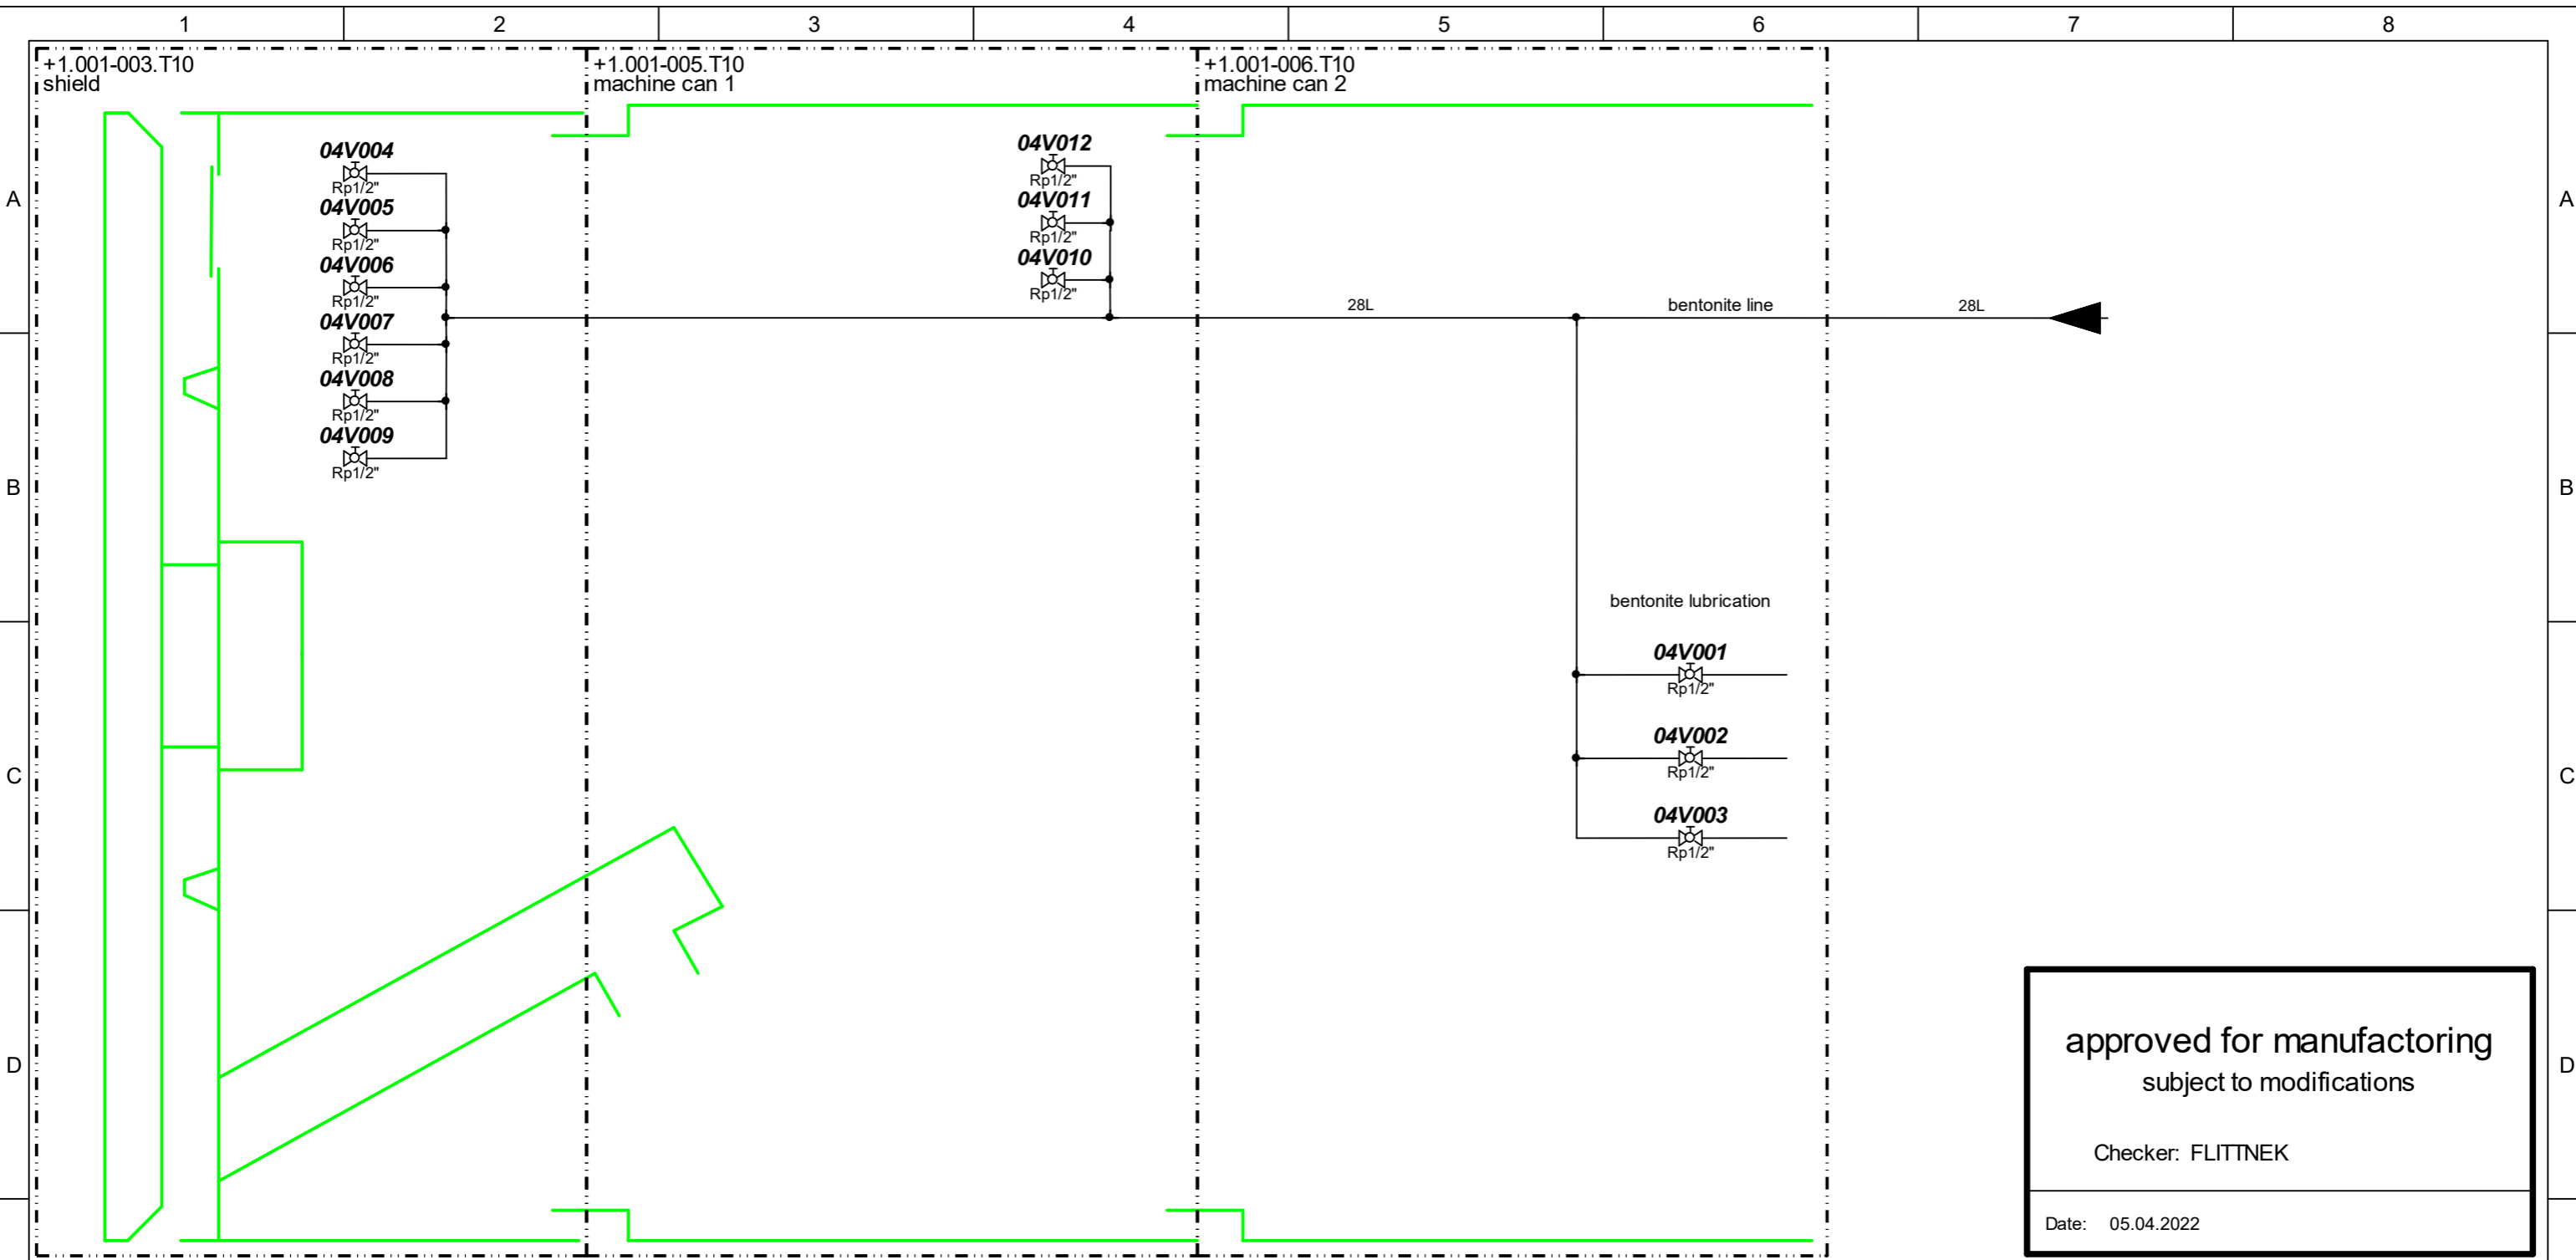 1 2 3 4 5 6 7 8
+1.001-003.T10
shield
+1.001-005.T10
machine can 1
+1.001-006.T10
machine can 2
A
A
04V004
Rp1/2"
04V005
Rp1/2"
04V006
Rp1/2"
04V007
Rp1/2"
04V008
Rp1/2"
04V009
Rp1/2"
04V012
Rp1/2"
04V011
Rp1/2"
04V010
Rp1/2"
28L
bentonite line
28L
B
B
bentonite lubrication
04V001
Rp1/2"
04V002
Rp1/2"
04V003
Rp1/2"
C
C
D
D
approved for manufactoring
subject to modifications
Checker: FLITTNEK
Date: 05.04.2022